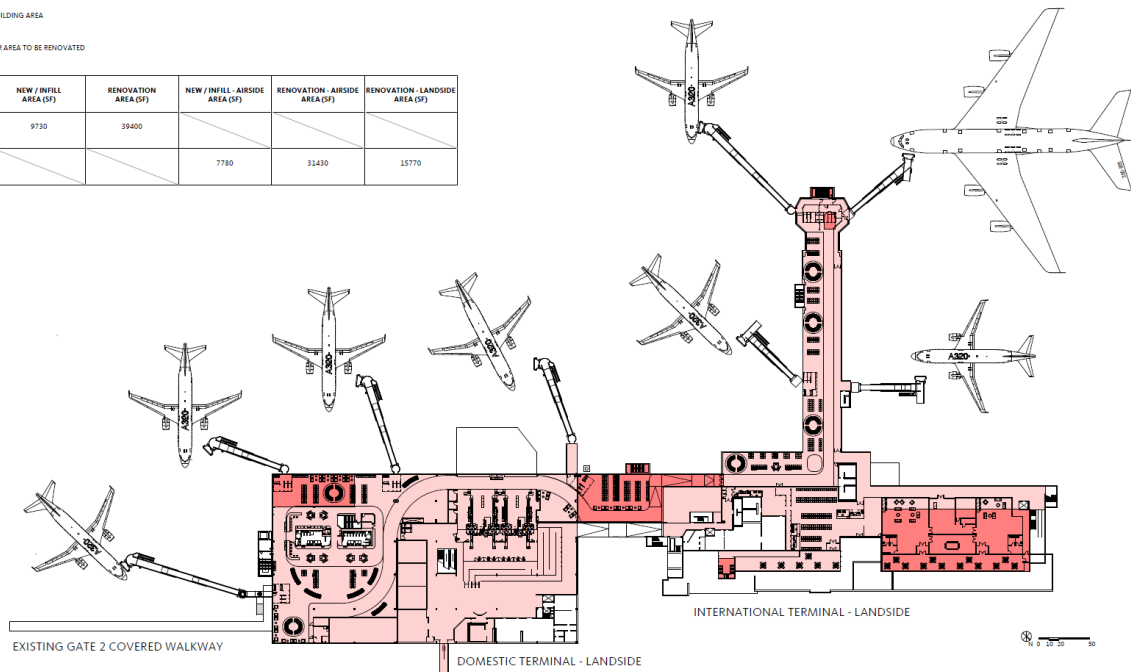 ILDING AREA
R AREA TO BE RENOVATED
NEW / INFILL
AREA (SF)
RENOVATION
AREA (SF)
NEW / INFILL - AIRSIDE
AREA (SF)
RENOVATION - AIRSIDE
AREA (SF)
RENOVATION - LANDSIDE
AREA (SF)
9730
39400
7780
31430
15770
A320
A320
A320
A320
A320
A320
A320
INTERNATIONAL TERMINAL - LANDSIDE
EXISTING GATE 2 COVERED WALKWAY
DOMESTIC TERMINAL - LANDSIDE
N 0 10 20 50